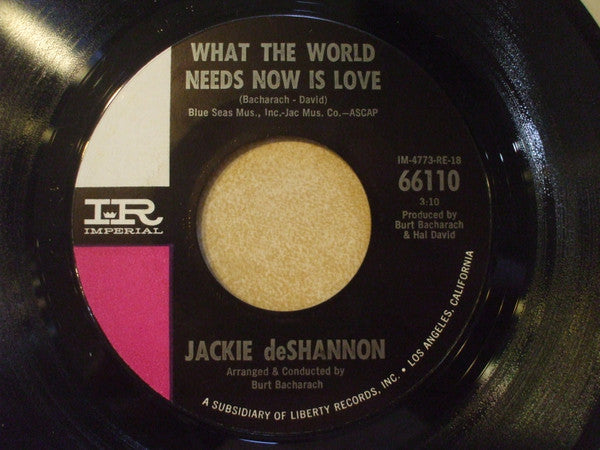 WHAT THE WORLD
NEEDS NOW IS LOVE
(Bacharach - David)
Blue Seas Mus., Inc.-Jac Mus. Co.—ASCAP
IM-4773-RE-18
66110
3:10
Produced by
Burt Bacharach
& Hal David
IR
IMPERIAL
JACKIE deSHANNON
Arranged & Conducted by
Burt Bacharach
A SUBSIDIARY OF LIBERTY RECORDS, INC. • LOS ANGELES, CALIFORNIA